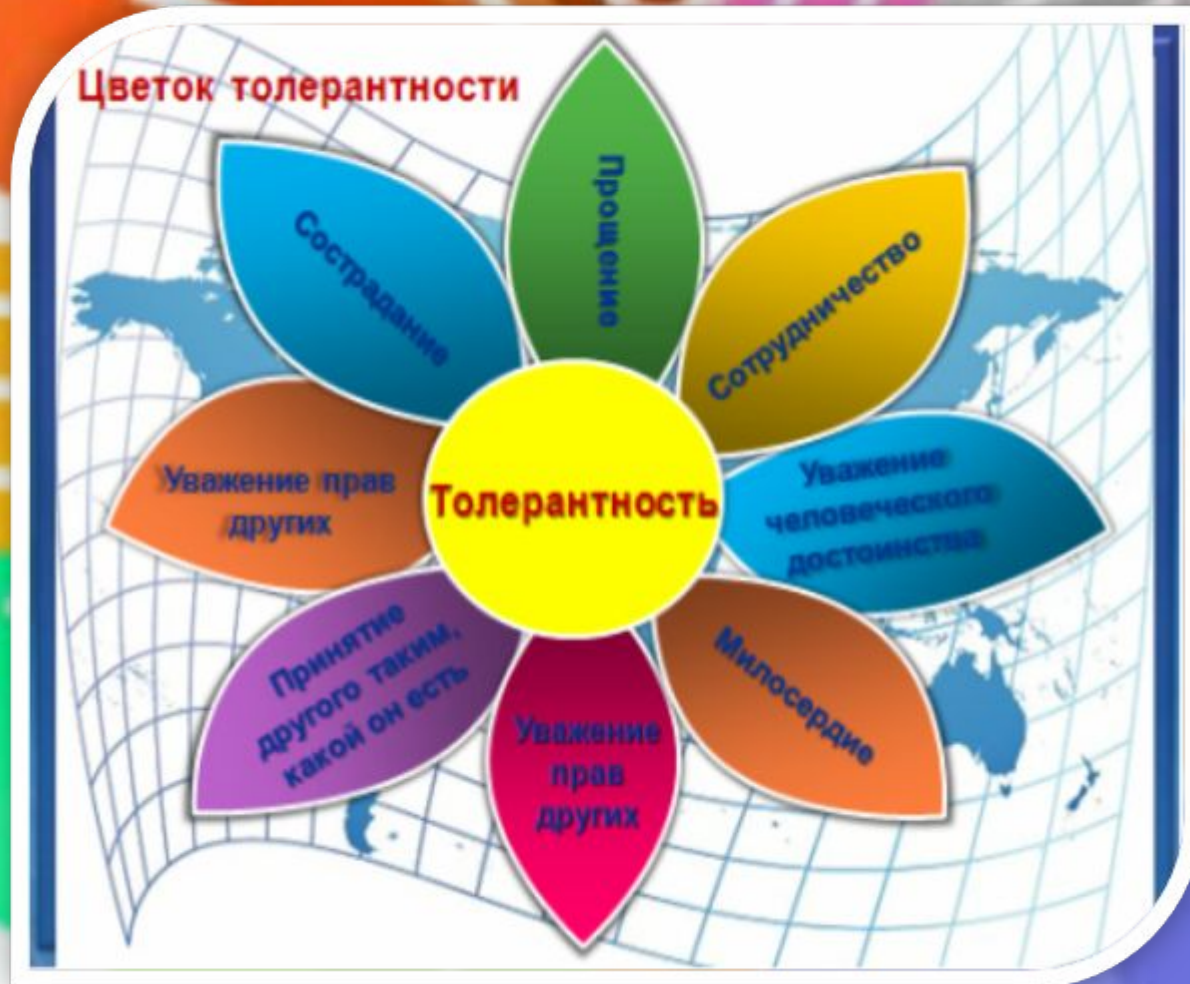 Цветок толерантности
Прощение
Сострадание
Сотрудничество
Уважение прав
других
Толерантность
Уважение
человеческого
достоинства
Принятие
другого таким,
какой он есть
Уважение
прав
других
Милосердие